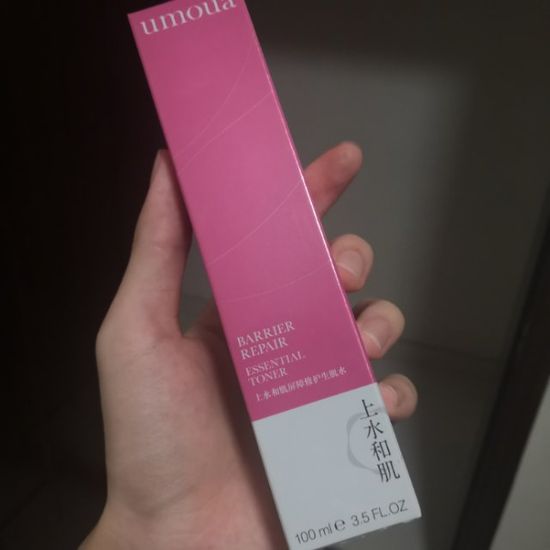 umoua
BARRIER
REPAIR
ESSENTIAL
TONER
上水和肌屏障修护生肌水
上水和肌
100 ml ℮ 3.5 FL.OZ